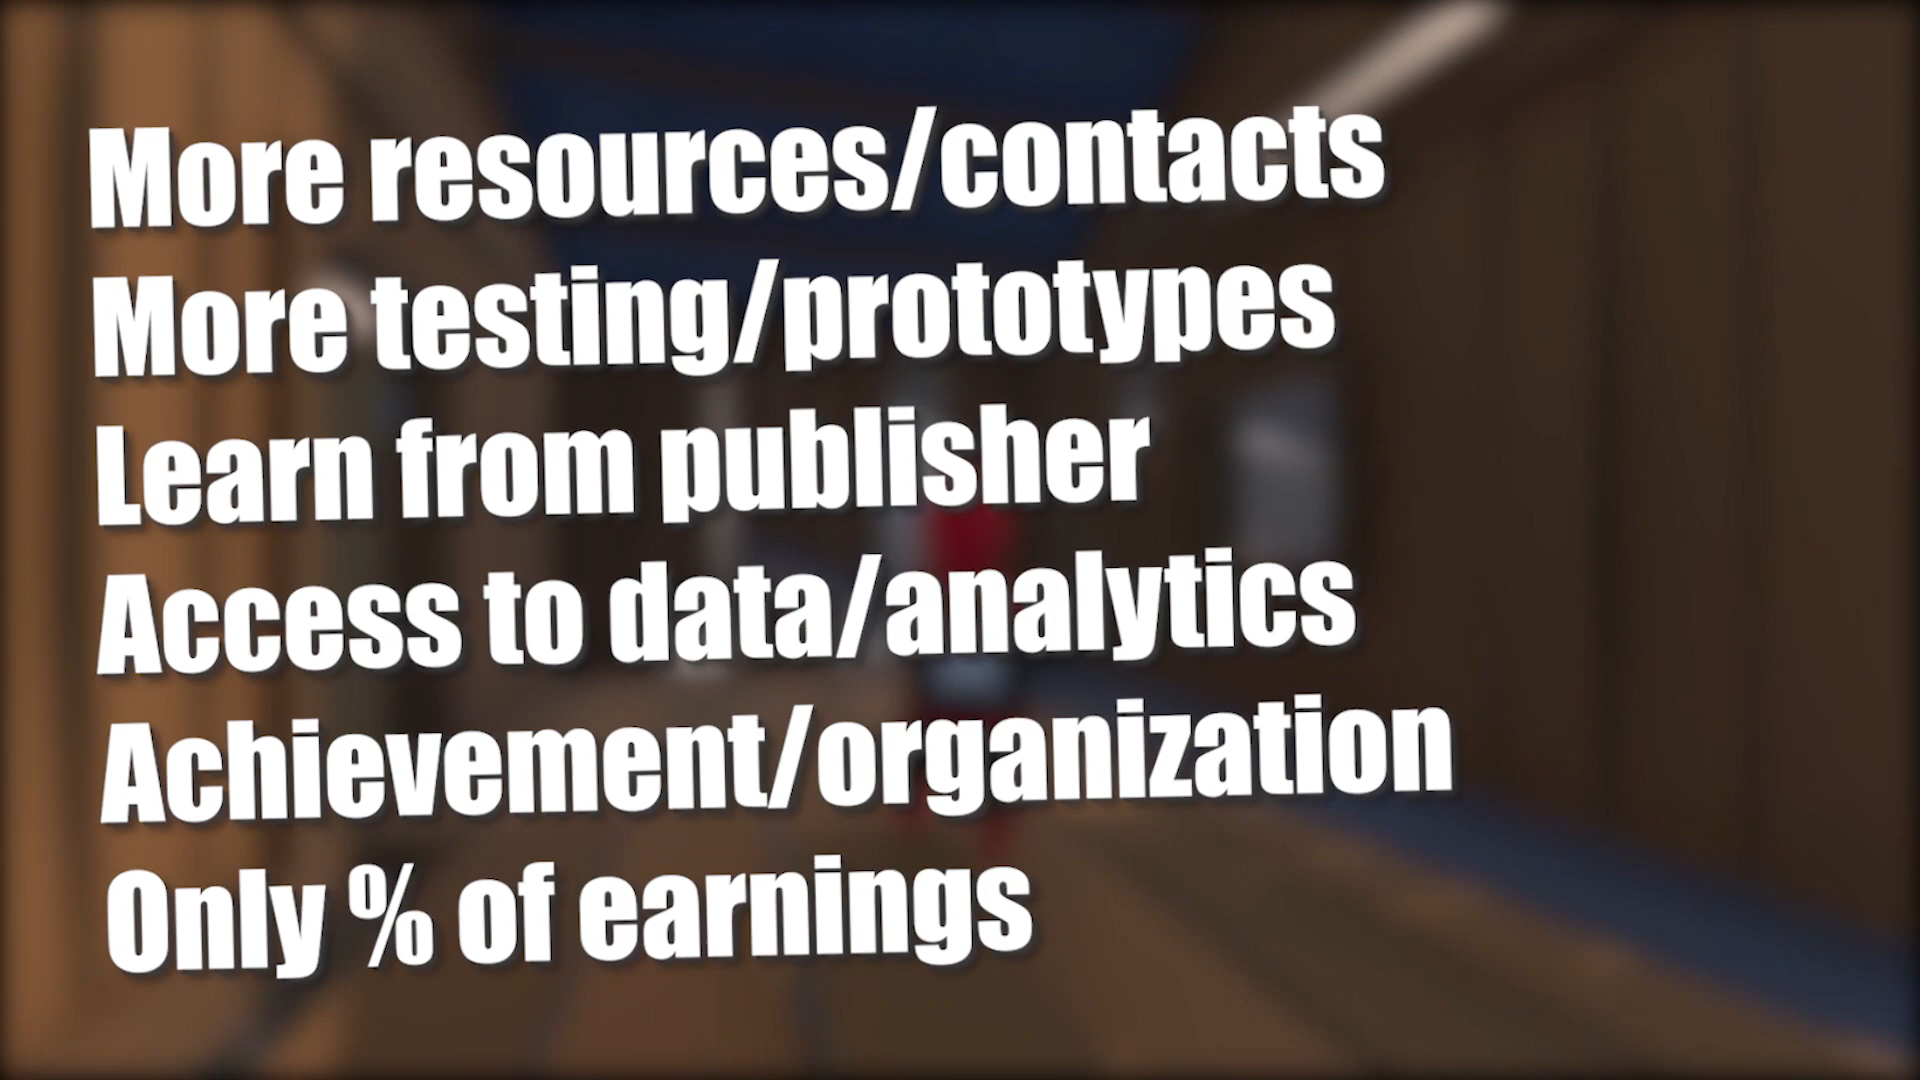 More resources/contacts
More testing/prototypes
Learn from publisher
Access to data/analytics
Achievement/organization
Only % of earnings